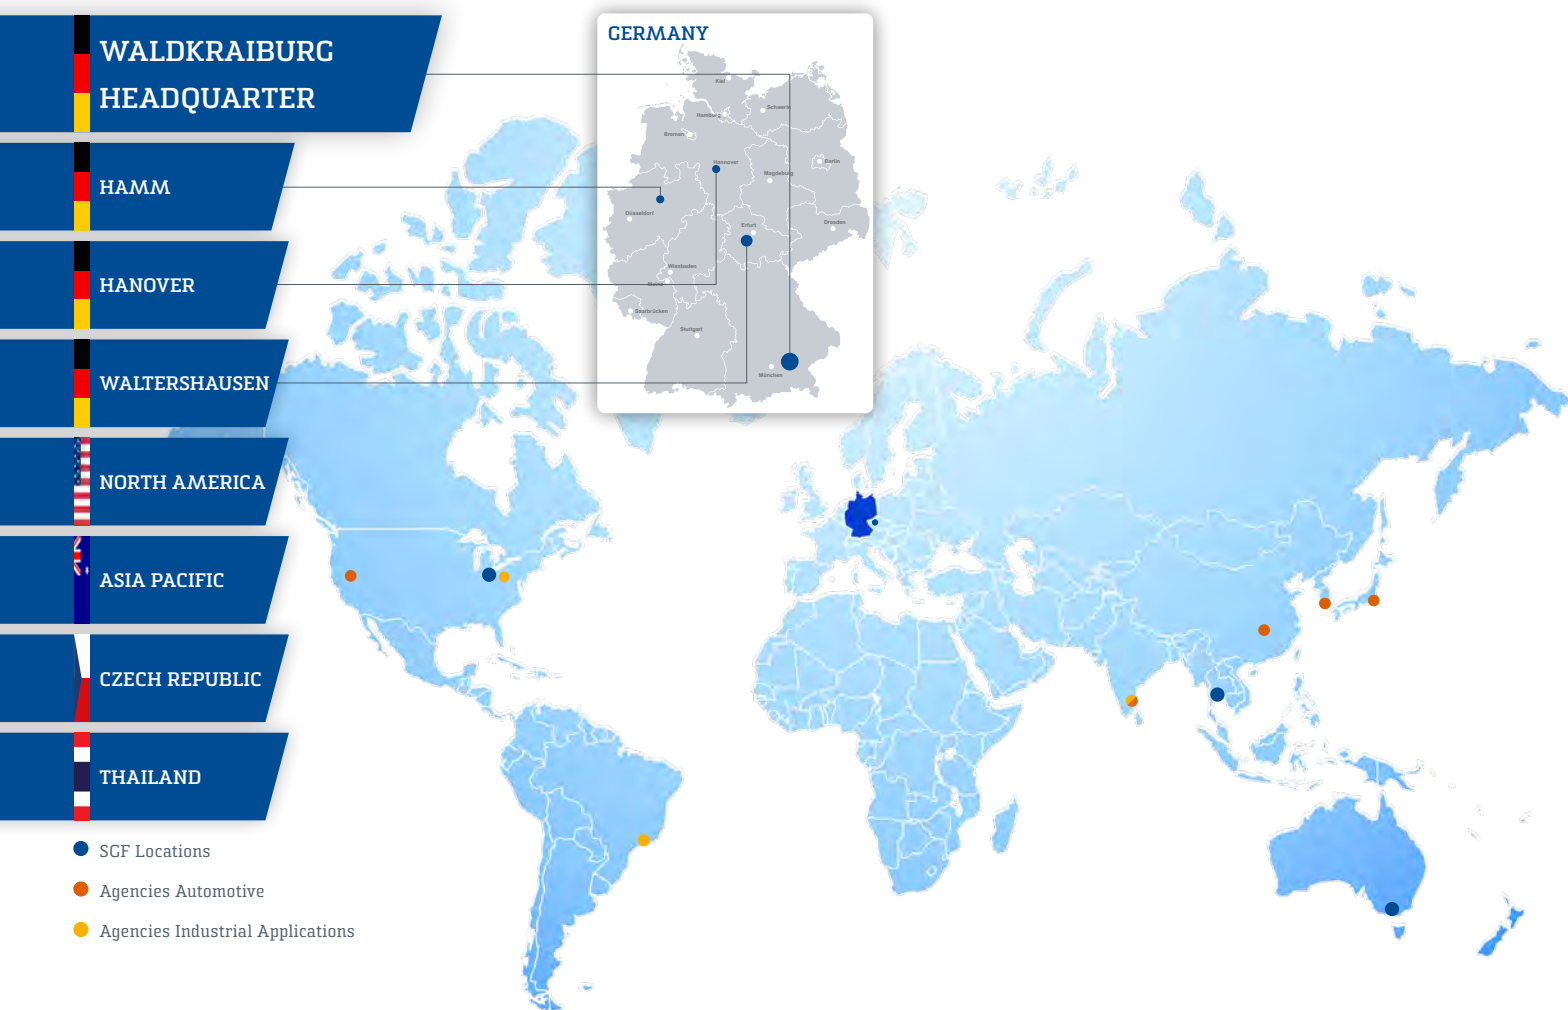 WALDKRAIBURG
HEADQUARTER
HAMM
HANOVER
WALTERSHAUSEN
NORTH AMERICA
ASIA PACIFIC
CZECH REPUBLIC
THAILAND
SGF Locations
Agencies Automotive
Agencies Industrial Applications
GERMANY
Kiel
Schwerin
Hamburg
Bremen
Hannover
Berlin
Magdeburg
Düsseldorf
Erfurt
Dresden
Wiesbaden
Mainz
Saarbrücken
Stuttgart
München